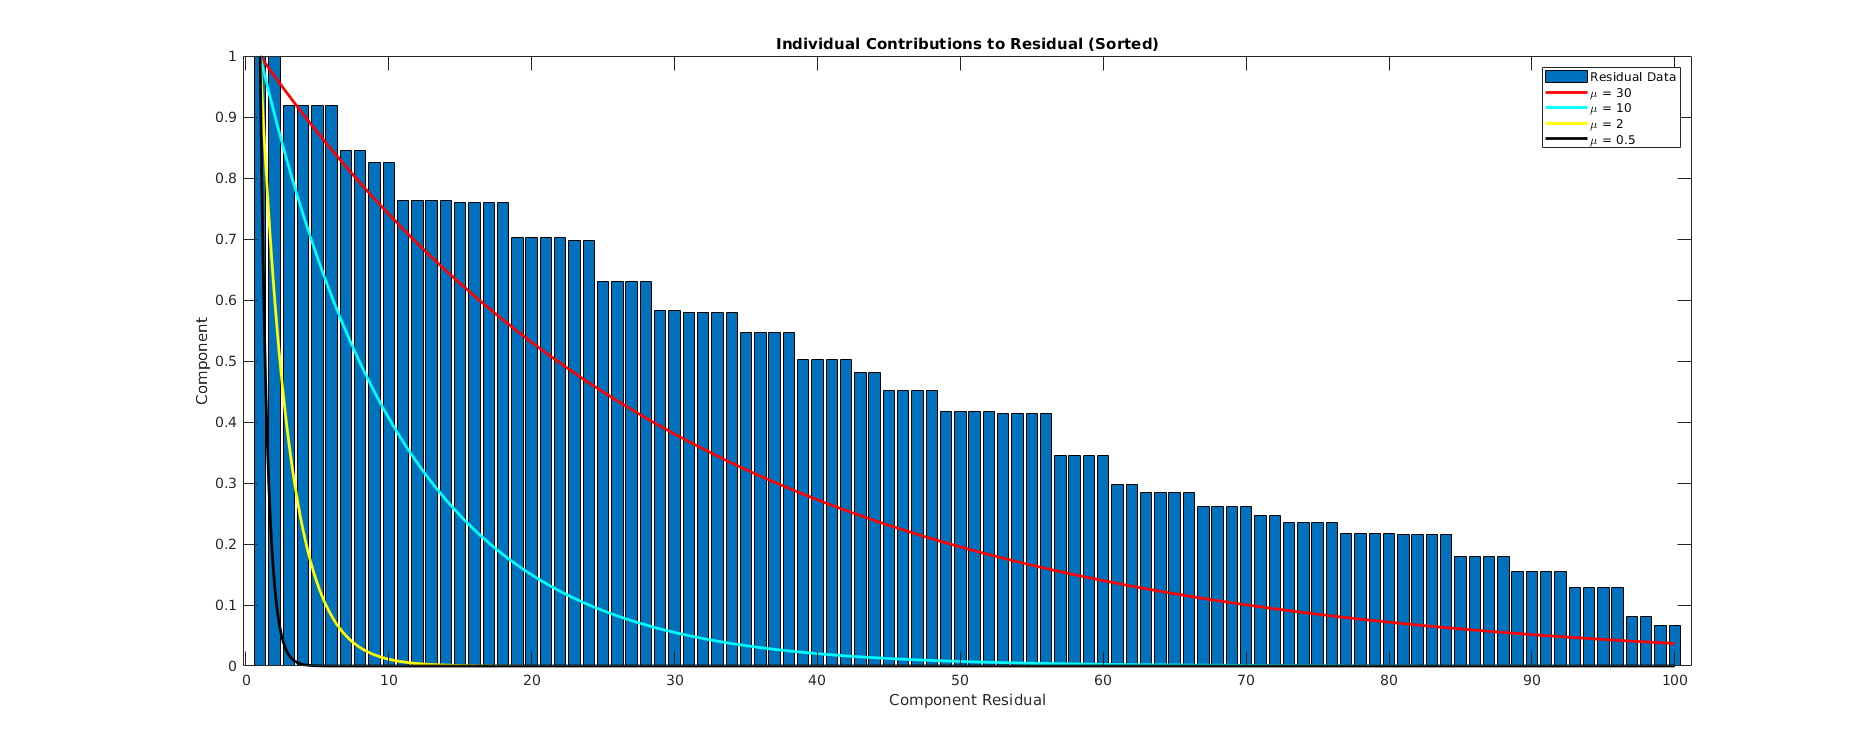 Individual Contributions to Residual (Sorted)
1
0.9
0.8
0.7
0.6
0.5
0.4
0.3
0.2
0.1
0
Component
Residual Data
μ = 30
μ = 10
μ = 2
μ = 0.5
0 10 20 30 40 50 60 70 80 90 100
Component Residual